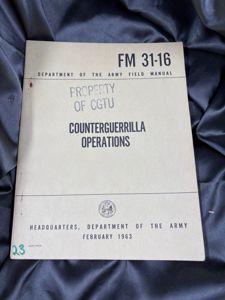 FM 31-16
DEPARTMENT OF THE ARMY FIELD MANUAL
PROPERTY
OF CGTU
COUNTERGUERRILLA
OPERATIONS
HEADQUARTERS, DEPARTMENT OF THE ARMY
FEBRUARY 1963
23